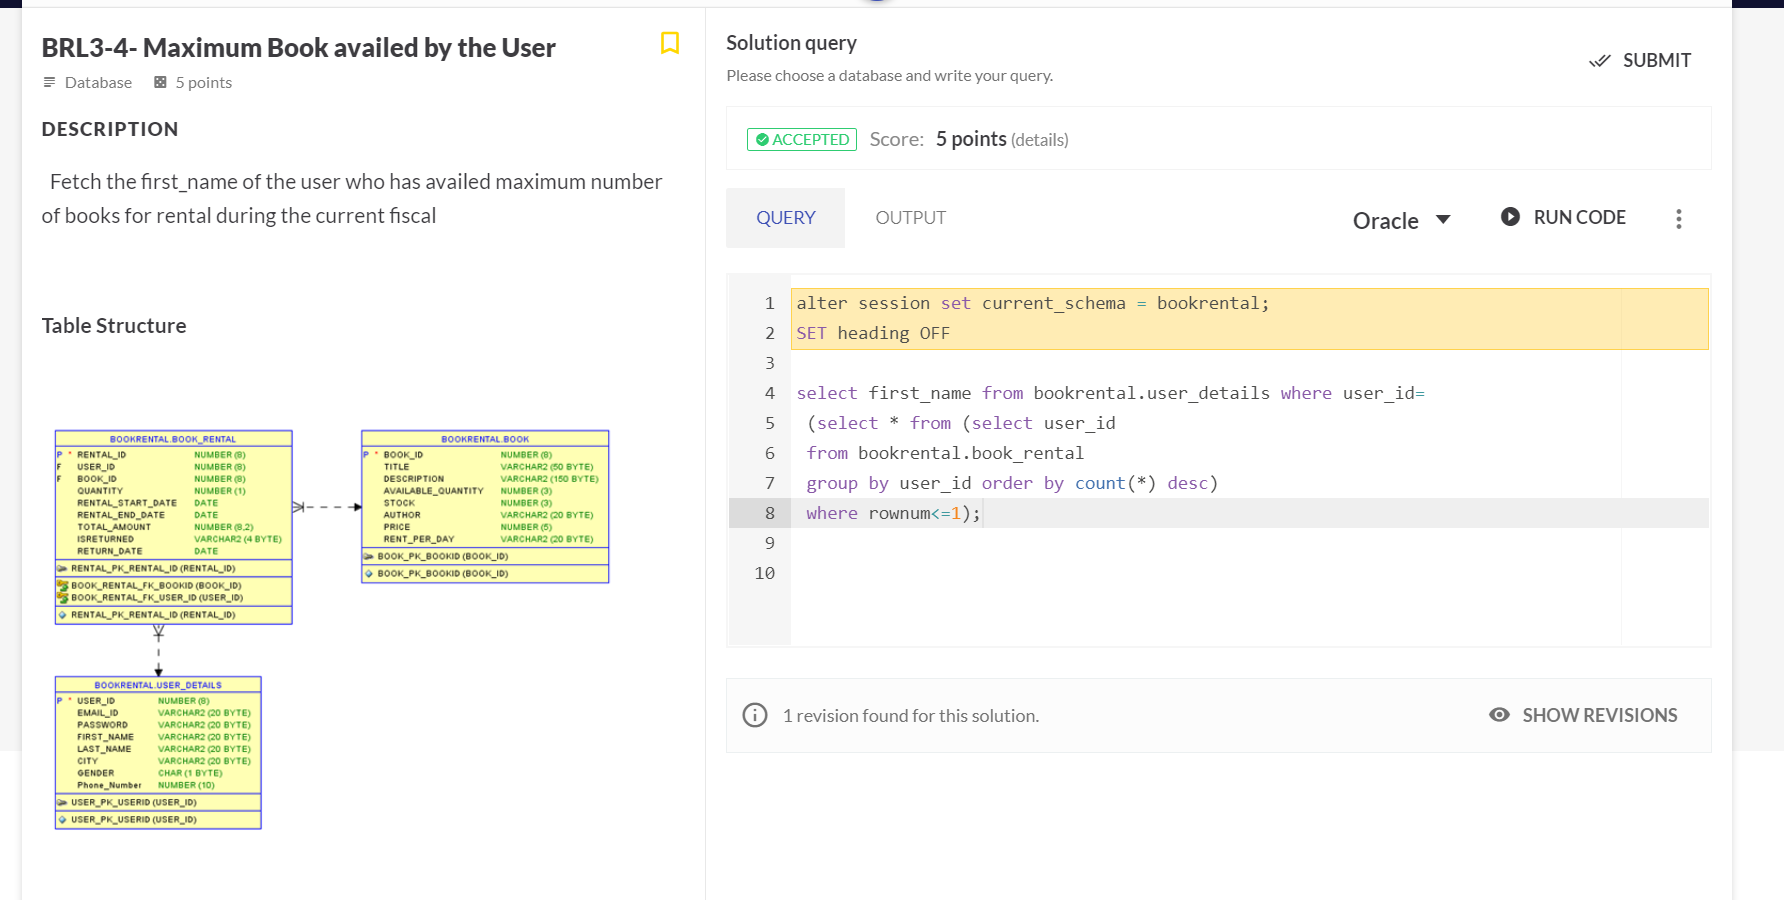 BRL3-4- Maximum Book availed by the User
Database 5 points
DESCRIPTION
Fetch the first_name of the user who has availed maximum number
of books for rental during the current fiscal
Table Structure
BOOKRENTAL.BOOK_RENTAL
P * RENTAL_ID NUMBER (8)
F USER_ID NUMBER (8)
F BOOK_ID NUMBER (8)
QUANTITY NUMBER (1)
RENTAL_START_DATE DATE
RENTAL_END_DATE DATE
TOTAL_AMOUNT NUMBER (8,2)
ISRETURNED VARCHAR2 (4 BYTE)
RETURN_DATE DATE
RENTAL_PK_RENTAL_ID (RENTAL_ID)
BOOK_RENTAL_FK_BOOKID (BOOK_ID)
BOOK_RENTAL_FK_USER_ID (USER_ID)
RENTAL_PK_RENTAL_ID (RENTAL_ID)
BOOKRENTAL.BOOK
P * BOOK_ID NUMBER (8)
TITLE VARCHAR2 (50 BYTE)
DESCRIPTION VARCHAR2 (150 BYTE)
AVAILABLE_QUANTITY NUMBER (3)
STOCK NUMBER (3)
AUTHOR VARCHAR2 (20 BYTE)
PRICE NUMBER (5)
RENT_PER_DAY VARCHAR2 (20 BYTE)
BOOK_PK_BOOKID (BOOK_ID)
BOOK_PK_BOOKID (BOOK_ID)
BOOKRENTAL.USER_DETAILS
P * USER_ID NUMBER (8)
EMAIL_ID VARCHAR2 (20 BYTE)
PASSWORD VARCHAR2 (20 BYTE)
FIRST_NAME VARCHAR2 (20 BYTE)
LAST_NAME VARCHAR2 (20 BYTE)
CITY VARCHAR2 (20 BYTE)
GENDER CHAR (1 BYTE)
Phone_Number NUMBER (10)
USER_PK_USERID (USER_ID)
USER_PK_USERID (USER_ID)
Solution query
Please choose a database and write your query.
SUBMIT
ACCEPTED Score: 5 points (details)
QUERY OUTPUT Oracle RUN CODE
1 alter session set current_schema = bookrental;
2 SET heading OFF
3
4 select first_name from bookrental.user_details where user_id=
5 (select * from (select user_id
6 from bookrental.book_rental
7 group by user_id order by count(*) desc)
8 where rownum<=1);
9
10
1 revision found for this solution. SHOW REVISIONS